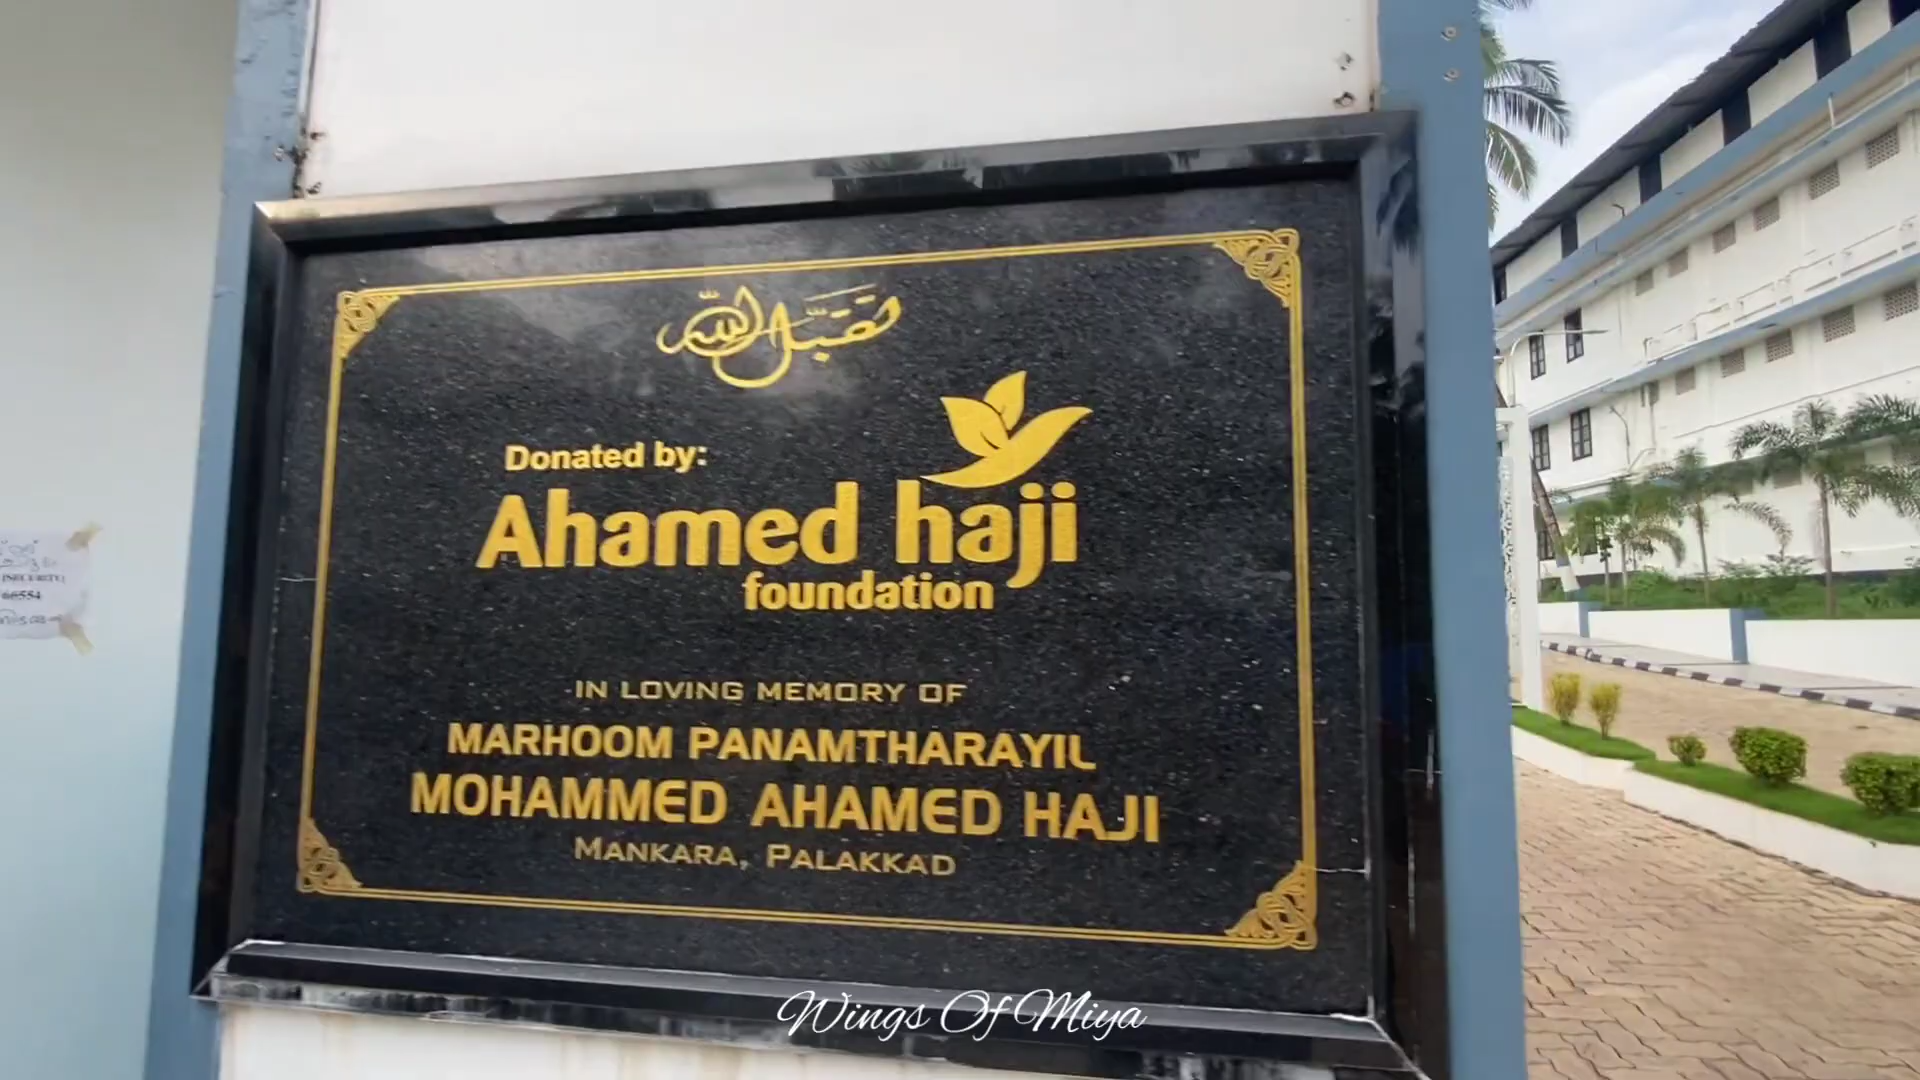 تقبل الله
Donated by:
Ahamed haji
foundation
IN LOVING MEMORY OF
MARHOOM PANAMTHARAYIL
MOHAMMED AHAMED HAJI
MANKARA, PALAKKAD
66554
Wings Of Miya